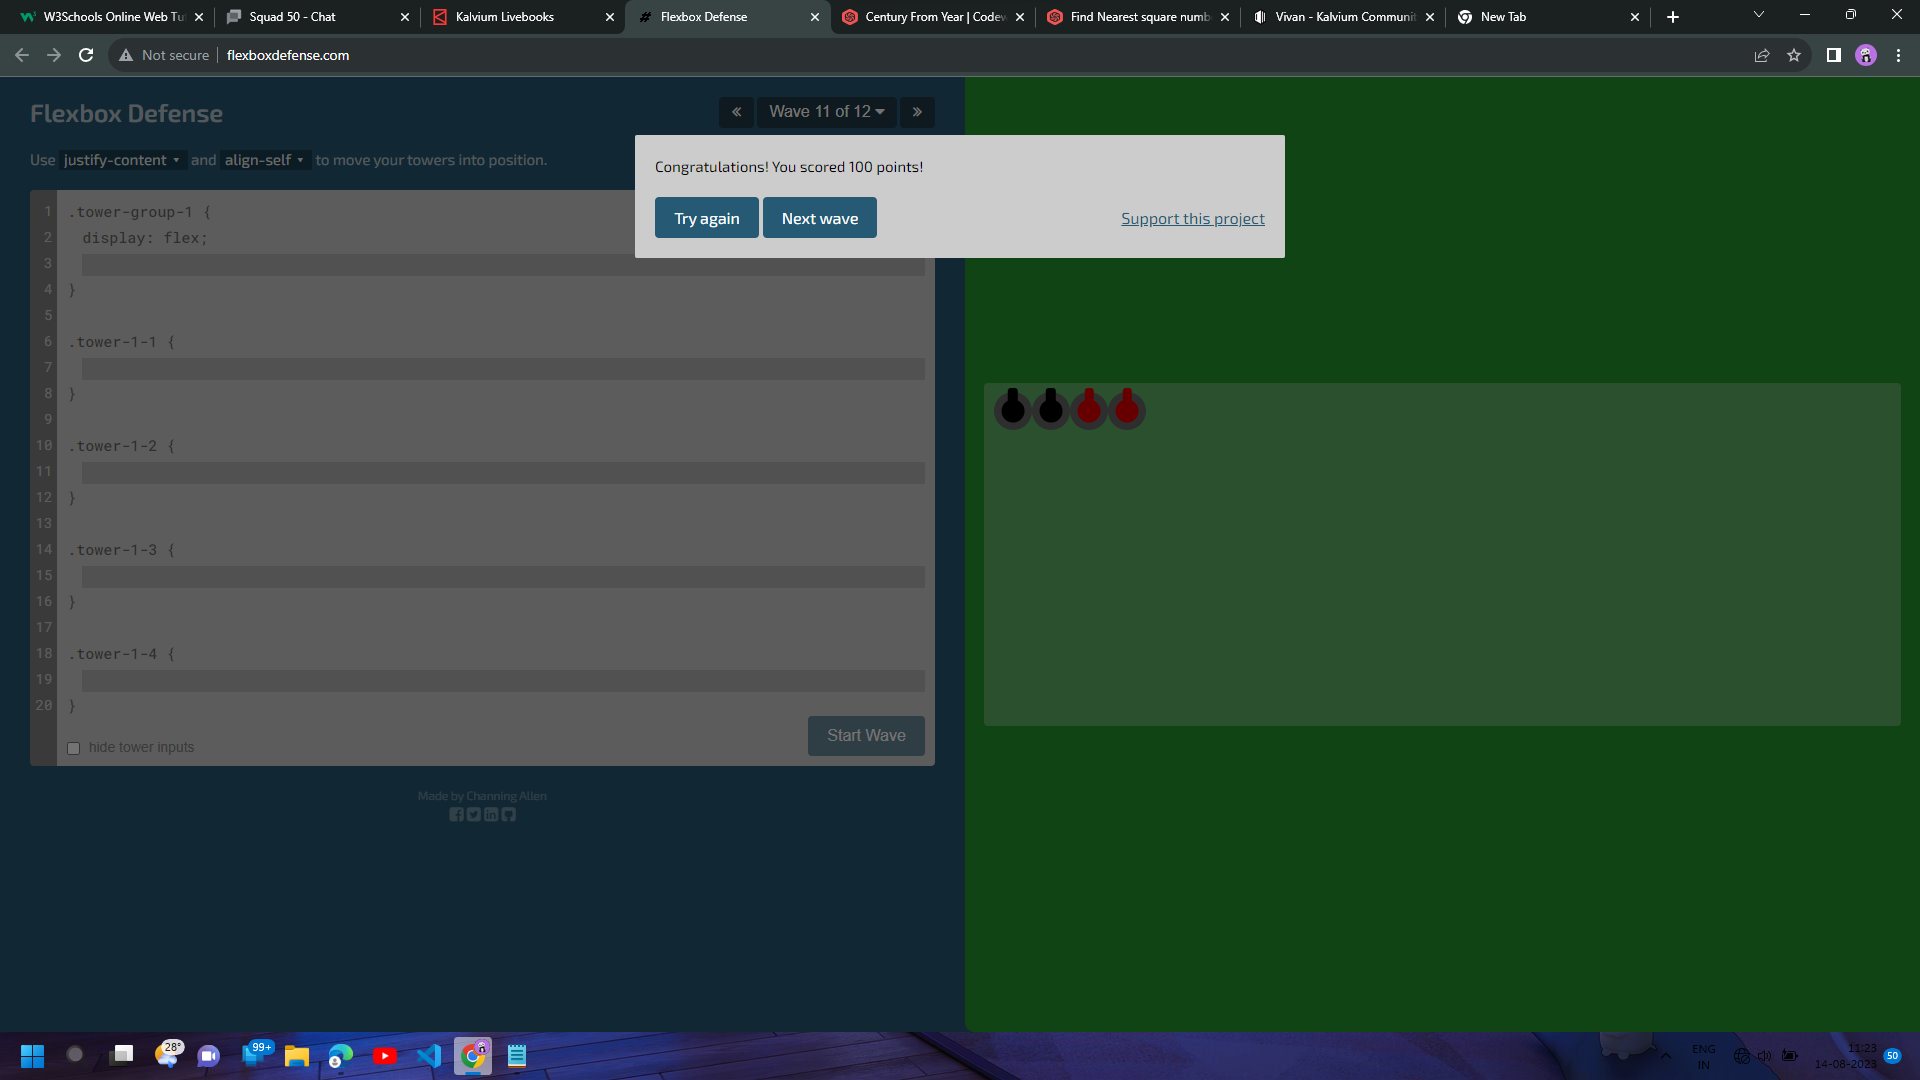 W3Schools Online Web Tu
Squad 50 - Chat
Kalvium Livebooks
Flexbox Defense
Century From Year | Codew
Find Nearest square numb
Vivan - Kalvium Communit
New Tab
Not secure
flexboxdefense.com
Flexbox Defense
« Wave 11 of 12 »
Use justify-content and align-self to move your towers into position.
Congratulations! You scored 100 points!
Try again
Next wave
Support this project
1 .tower-group-1 {
2 display: flex;
3
4 }
5
6 .tower-1-1 {
7
8 }
9
10 .tower-1-2 {
11
12 }
13
14 .tower-1-3 {
15
16 }
17
18 .tower-1-4 {
19
20 }
hide tower inputs
Start Wave
Made by Channing Allen
28°
99+
ENG
IN
11:23
14-08-2023
50